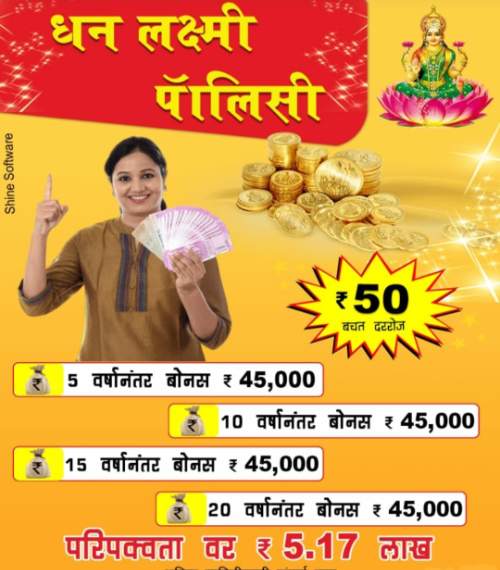 धन लक्ष्मी
पॅालिसी
Shine Software
₹ 50
बचत दररोज
₹ 5 वर्षानंतर बोनस ₹ 45,000
₹ 10 वर्षानंतर बोनस ₹ 45,000
₹ 15 वर्षानंतर बोनस ₹ 45,000
₹ 20 वर्षानंतर बोनस ₹ 45,000
परिपक्वता वर ₹ 5.17 लाख